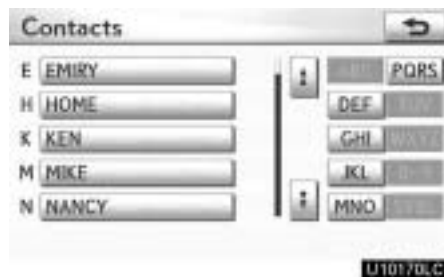 Contacts
E EMIRY PQRS
H HOME DEF
K KEN GHI
M MIKE JKL
N NANCY MNO
U10170LC